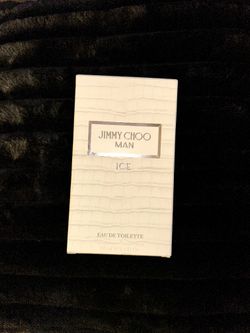 JIMMY CHOO
MAN
ICE
EAU DE TOILETTE